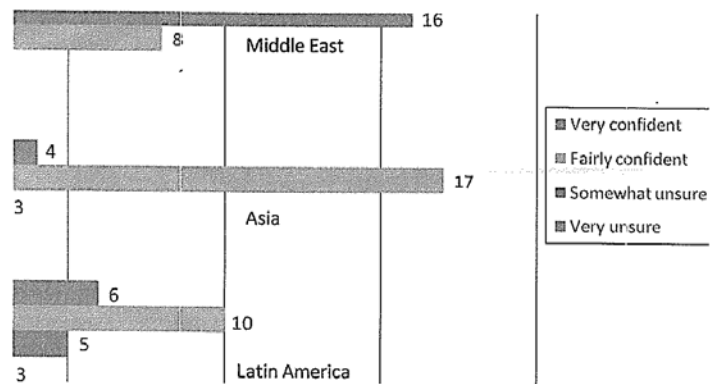 16
8
Middle East
4
17
3
Asia
6
10
5
3
Latin America
Very confident
Fairly confident
Somewhat unsure
Very unsure